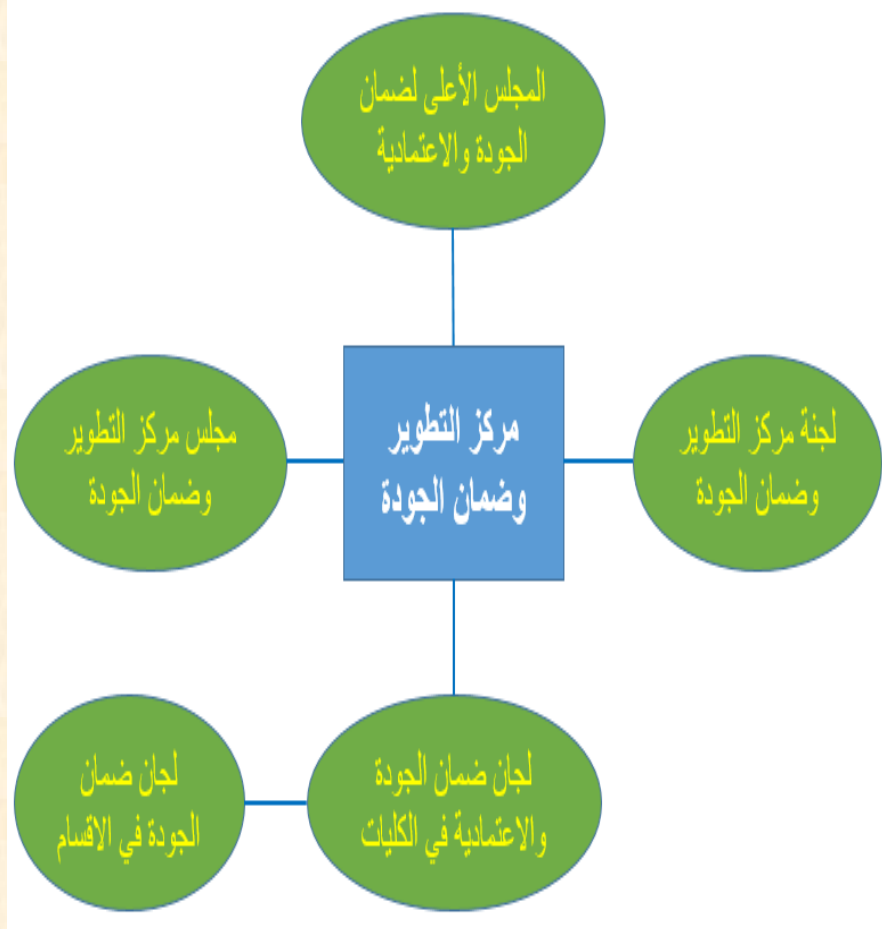 المجلس الأعلى لضمان
الجودة والاعتمادية
لجنة مركز التطوير
وضمان الجودة
مركز التطوير
وضمان الجودة
مجلس مركز التطوير
وضمان الجودة
لجان ضمان الجودة
والاعتمادية في الكليات
لجان ضمان
الجودة في الاقسام